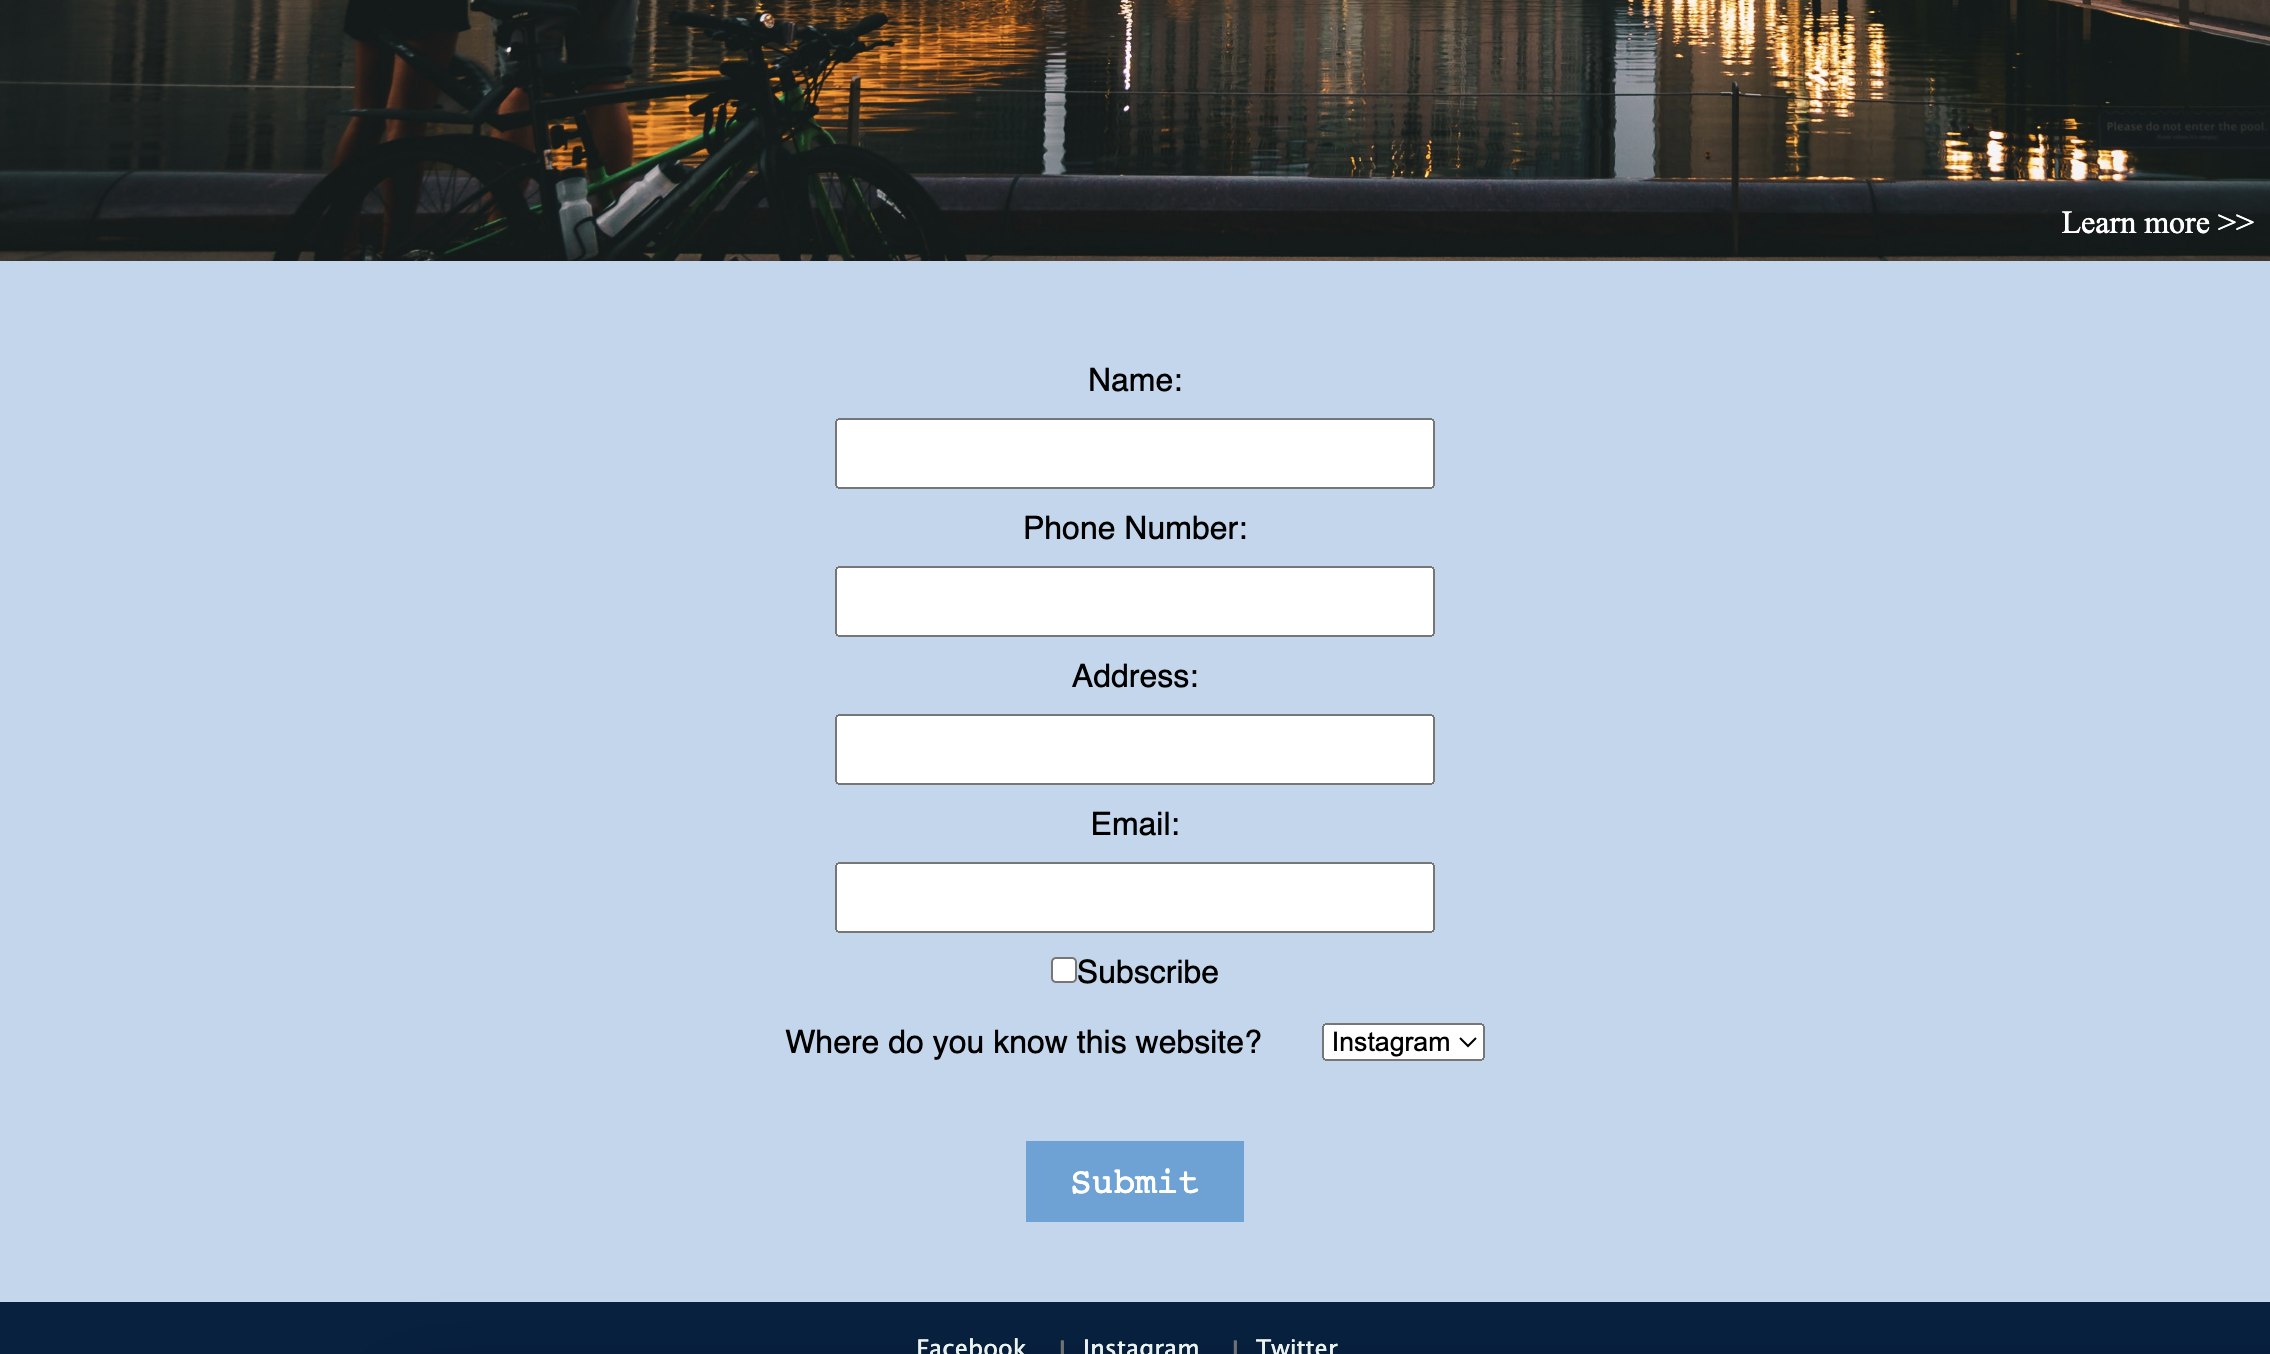 Please do not enter the pool
Learn more >>
Name:
Phone Number:
Address:
Email:
Subscribe
Where do you know this website? Instagram
Submit
Facebook | Instagram | Twitter